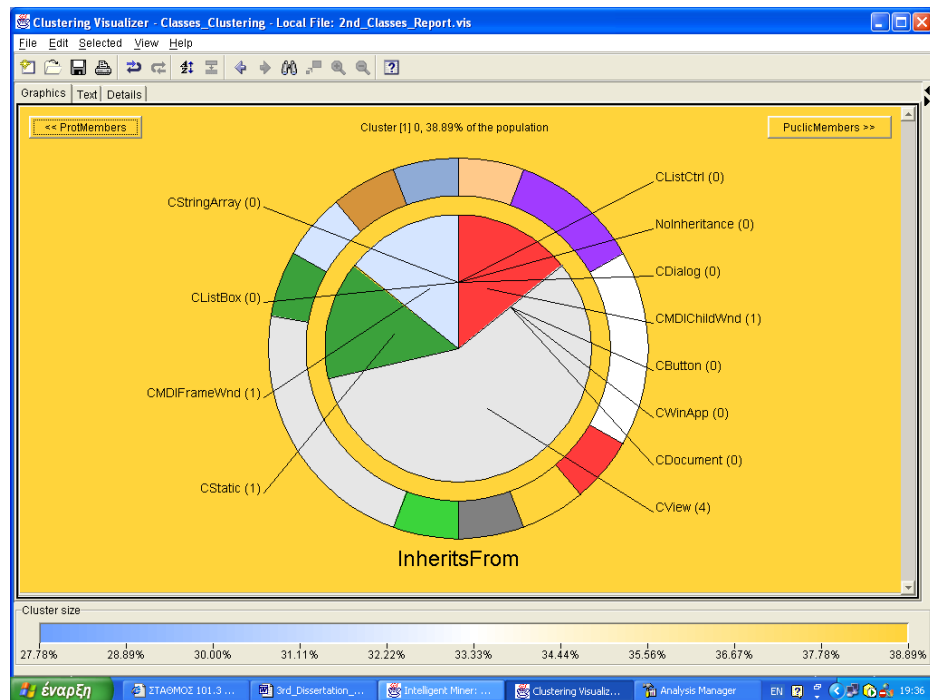 Clustering Visualizer - Classes_Clustering - Local File: 2nd_Classes_Report.vis
File Edit Selected View Help
Graphics Text Details
<< ProtMembers
Cluster [1] 0, 38.89% of the population
PuclicMembers >>
CListCtrl (0)
CStringArray (0)
NoInheritance (0)
CDialog (0)
CListBox (0)
CMDIChildWnd (1)
CButton (0)
CMDIFrameWnd (1)
CWinApp (0)
CDocument (0)
CStatic (1)
CView (4)
InheritsFrom
Cluster size
27.78% 28.89% 30.00% 31.11% 32.22% 33.33% 34.44% 35.56% 36.67% 37.78% 38.89%
έναρξη ΣΤΑΘΜΟΣ 101.3 ... 3rd_Dissertation_... Intelligent Miner: ... Clustering Visualiz... Analysis Manager EN 19:36